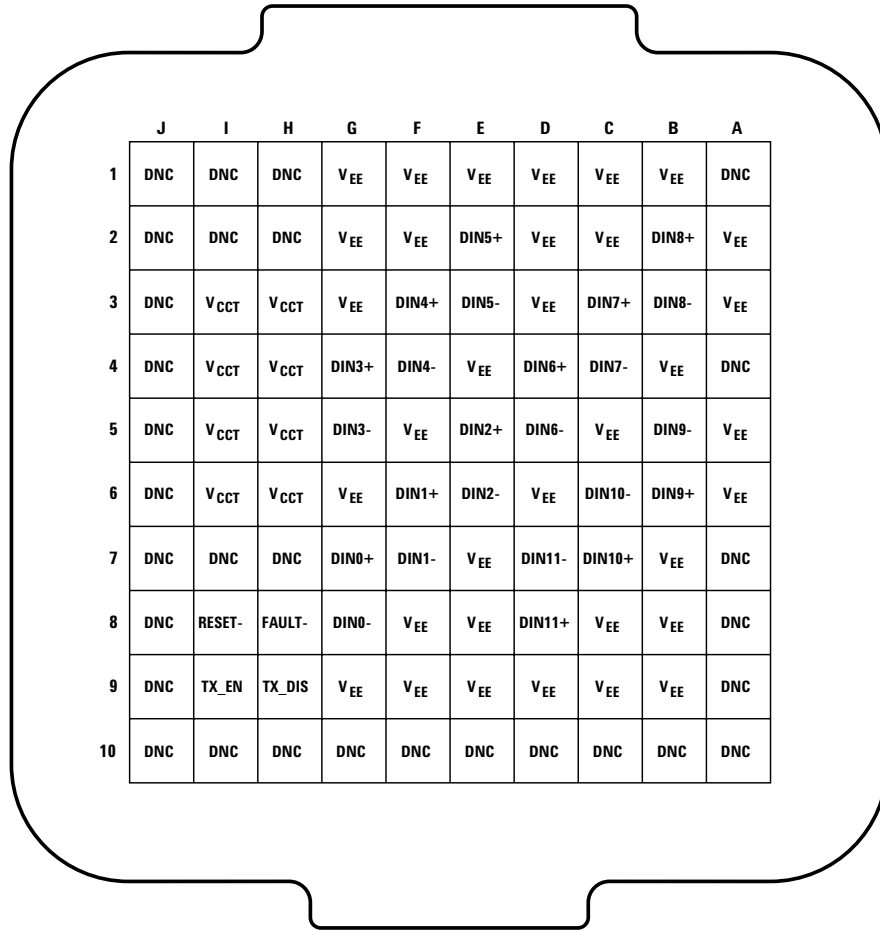 J I H G F E D C B A
1 DNC DNC DNC VEE VEE VEE VEE VEE VEE DNC
2 DNC DNC DNC VEE VEE DIN5+ VEE VEE DIN8+ VEE
3 DNC VCCT VCCT VEE DIN4+ DIN5- VEE DIN7+ DIN8- VEE
4 DNC VCCT VCCT DIN3+ DIN4- VEE DIN6+ DIN7- VEE DNC
5 DNC VCCT VCCT DIN3- VEE DIN2+ DIN6- VEE DIN9- VEE
6 DNC VCCT VCCT VEE DIN1+ DIN2- VEE DIN10- DIN9+ VEE
7 DNC DNC DNC DIN0+ DIN1- VEE DIN11- DIN10+ VEE DNC
8 DNC RESET- FAULT- DIN0- VEE VEE DIN11+ VEE VEE DNC
9 DNC TX_EN TX_DIS VEE VEE VEE VEE VEE VEE DNC
10 DNC DNC DNC DNC DNC DNC DNC DNC DNC DNC